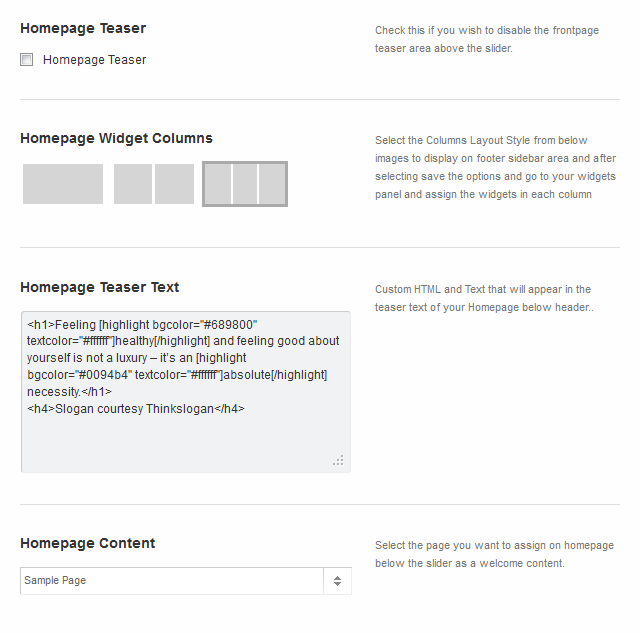 Homepage Teaser
Check this if you wish to disable the frontpage
teaser area above the slider.
Homepage Teaser
Homepage Widget Columns
Select the Columns Layout Style from below
images to display on footer sidebar area and after
selecting save the options and go to your widgets
panel and assign the widgets in each column
Homepage Teaser Text
Custom HTML and Text that will appear in the
teaser text of your Homepage below header..
<h1>Feeling [highlight bgcolor="#689800"
textcolor="#ffffff"]healthy[/highlight] and feeling good about
yourself is not a luxury – it's an [highlight
bgcolor="#0094b4" textcolor="#ffffff"]absolute[/highlight]
necessity.</h1>
<h4>Slogan courtesy Thinkslogan</h4>
Homepage Content
Select the page you want to assign on homepage
below the slider as a welcome content.
Sample Page